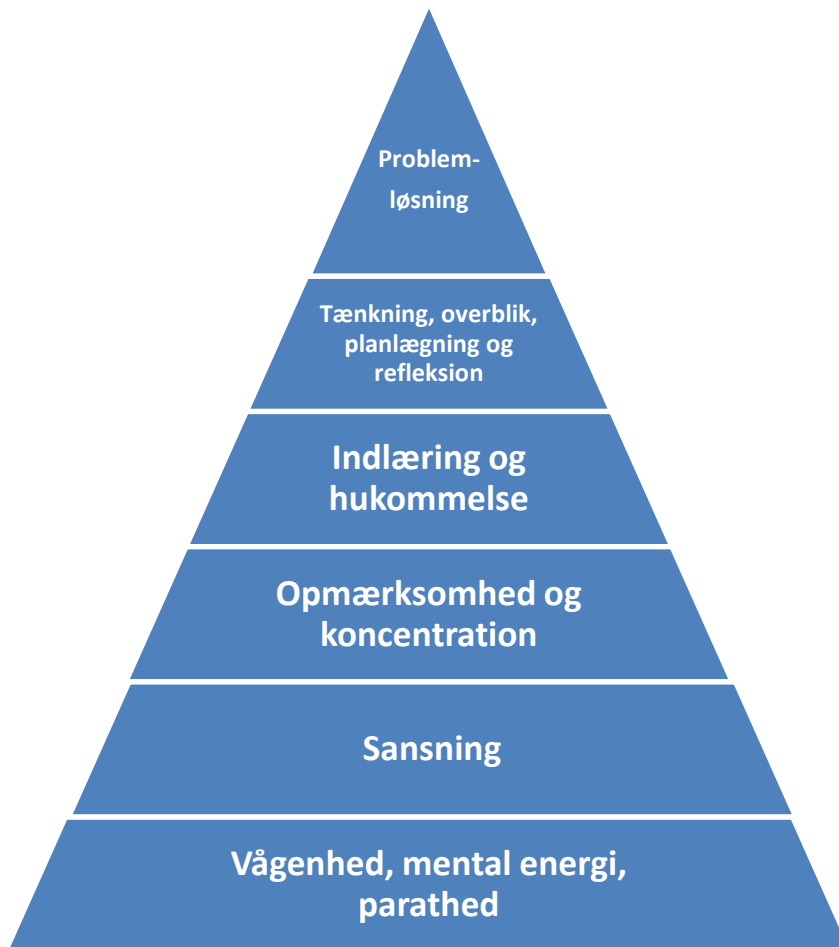 Problem-
løsning
Tænkning, overblik,
planlægning og
refleksion
Indlæring og
hukommelse
Opmærksomhed og
koncentration
Sansning
Vågenhed, mental energi,
parathed